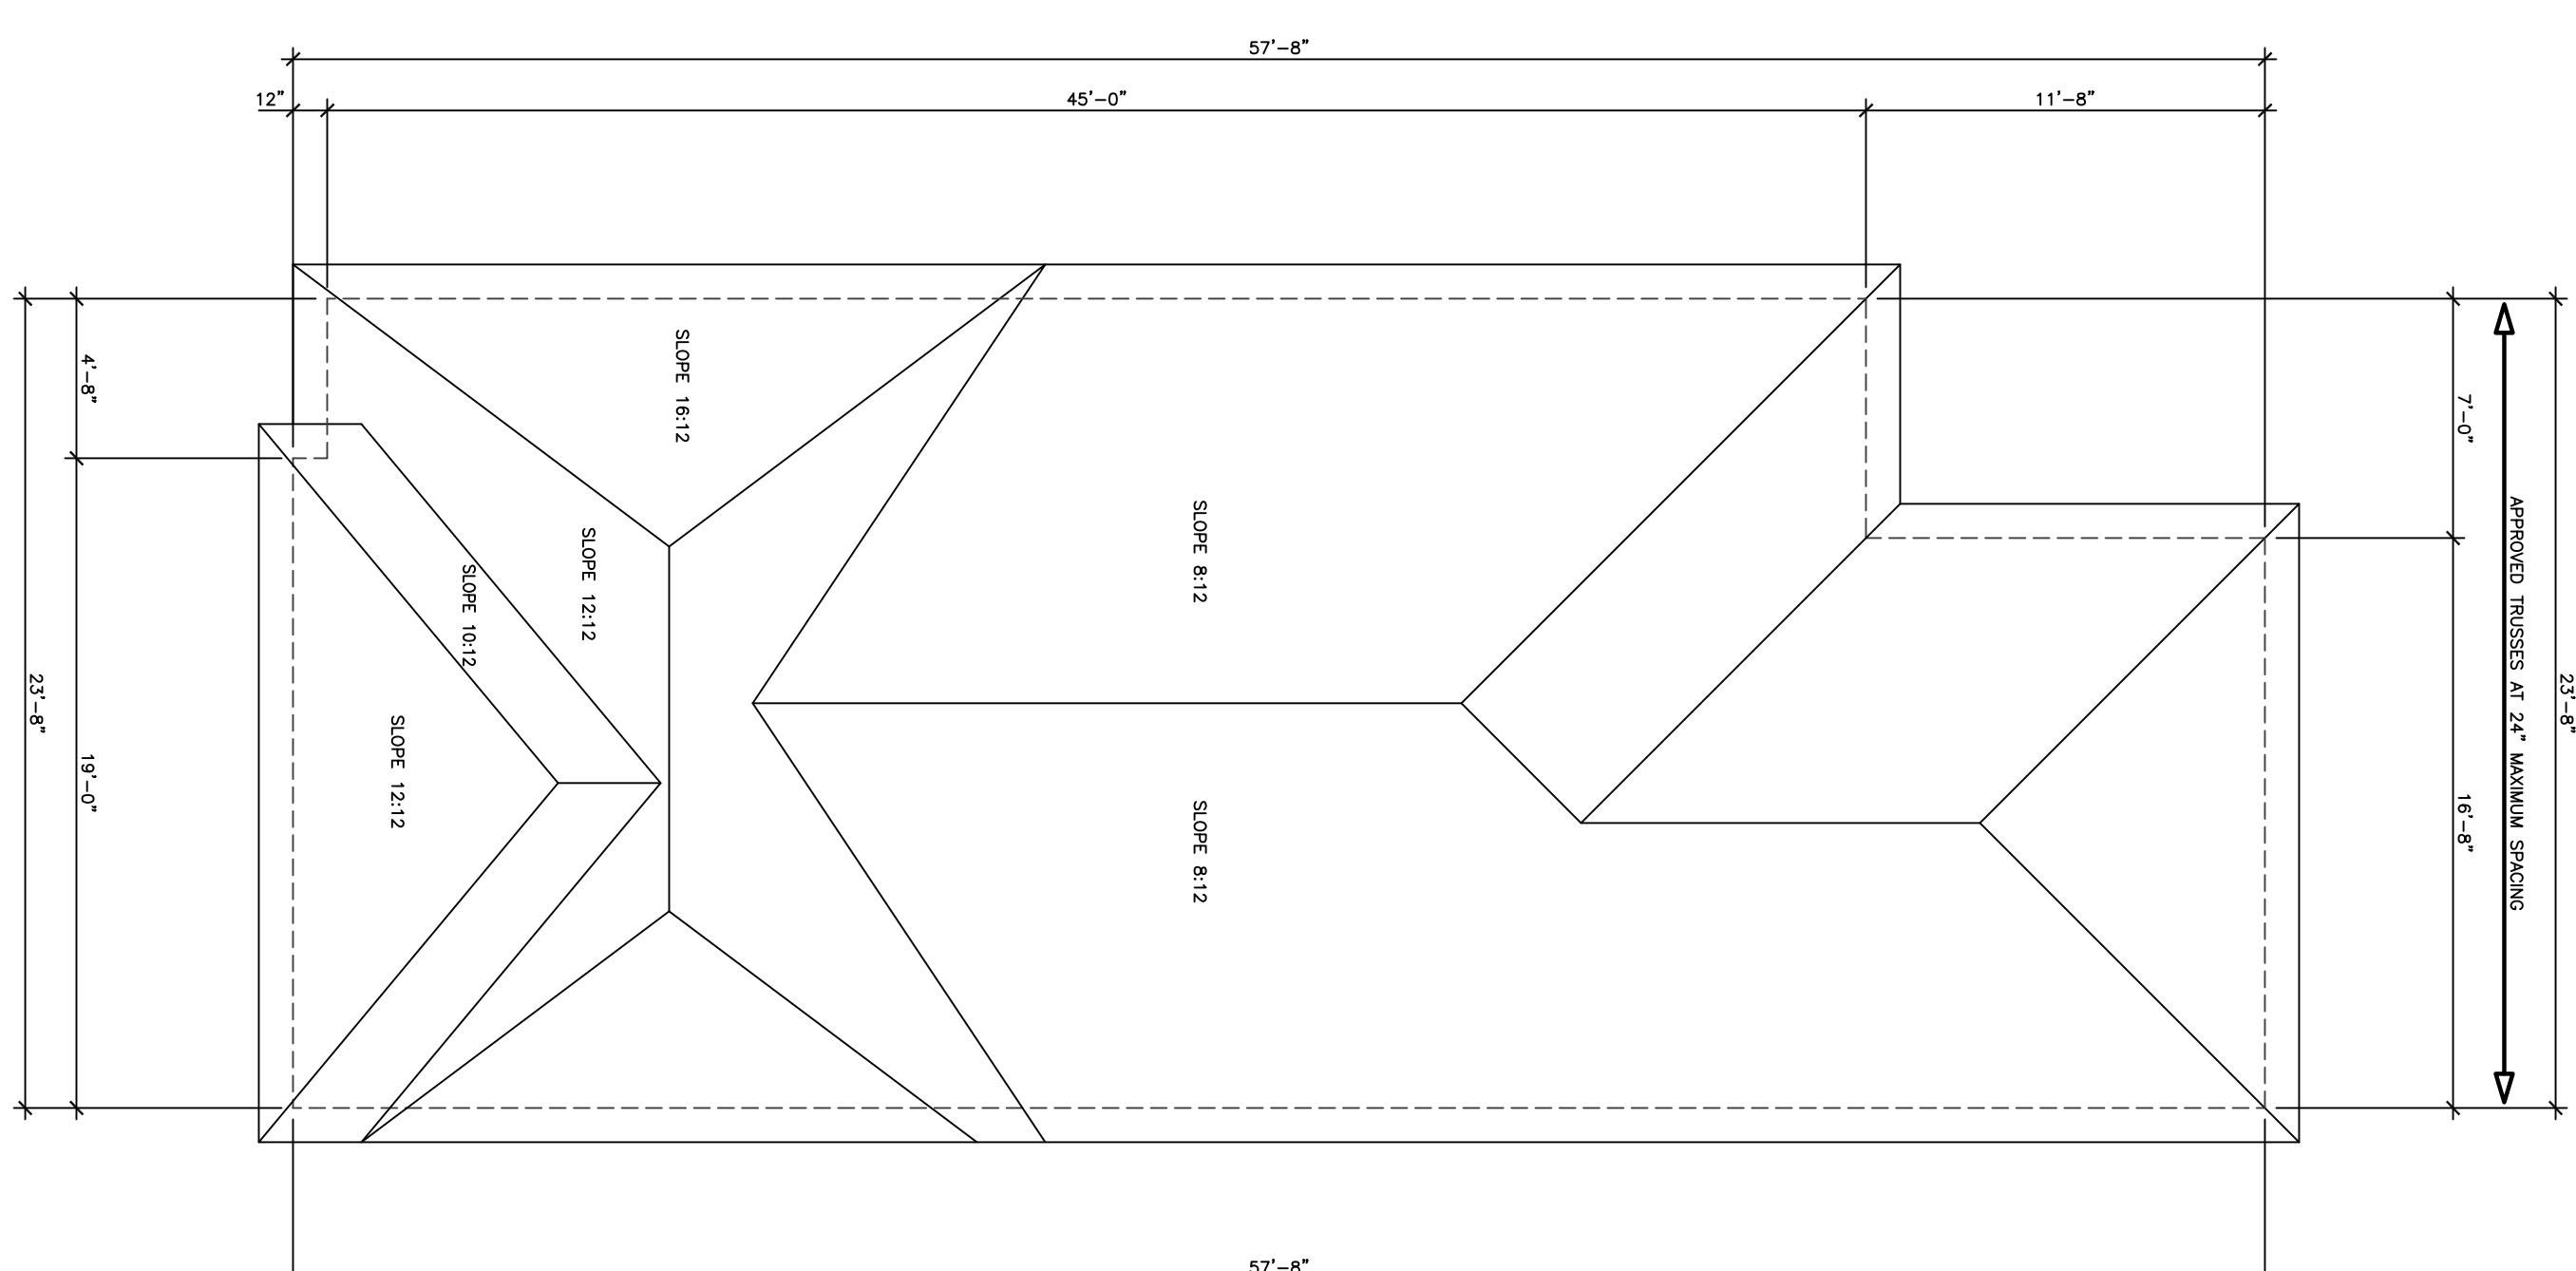 57'-8"
12"
45'-0"
11'-8"
4'-8"
19'-0"
23'-8"
SLOPE 16:12
SLOPE 12:12
SLOPE 10:12
SLOPE 12:12
SLOPE 8:12
SLOPE 8:12
7'-0"
16'-8"
APPROVED TRUSSES AT 24" MAXIMUM SPACING
23'-8"
57'-8"